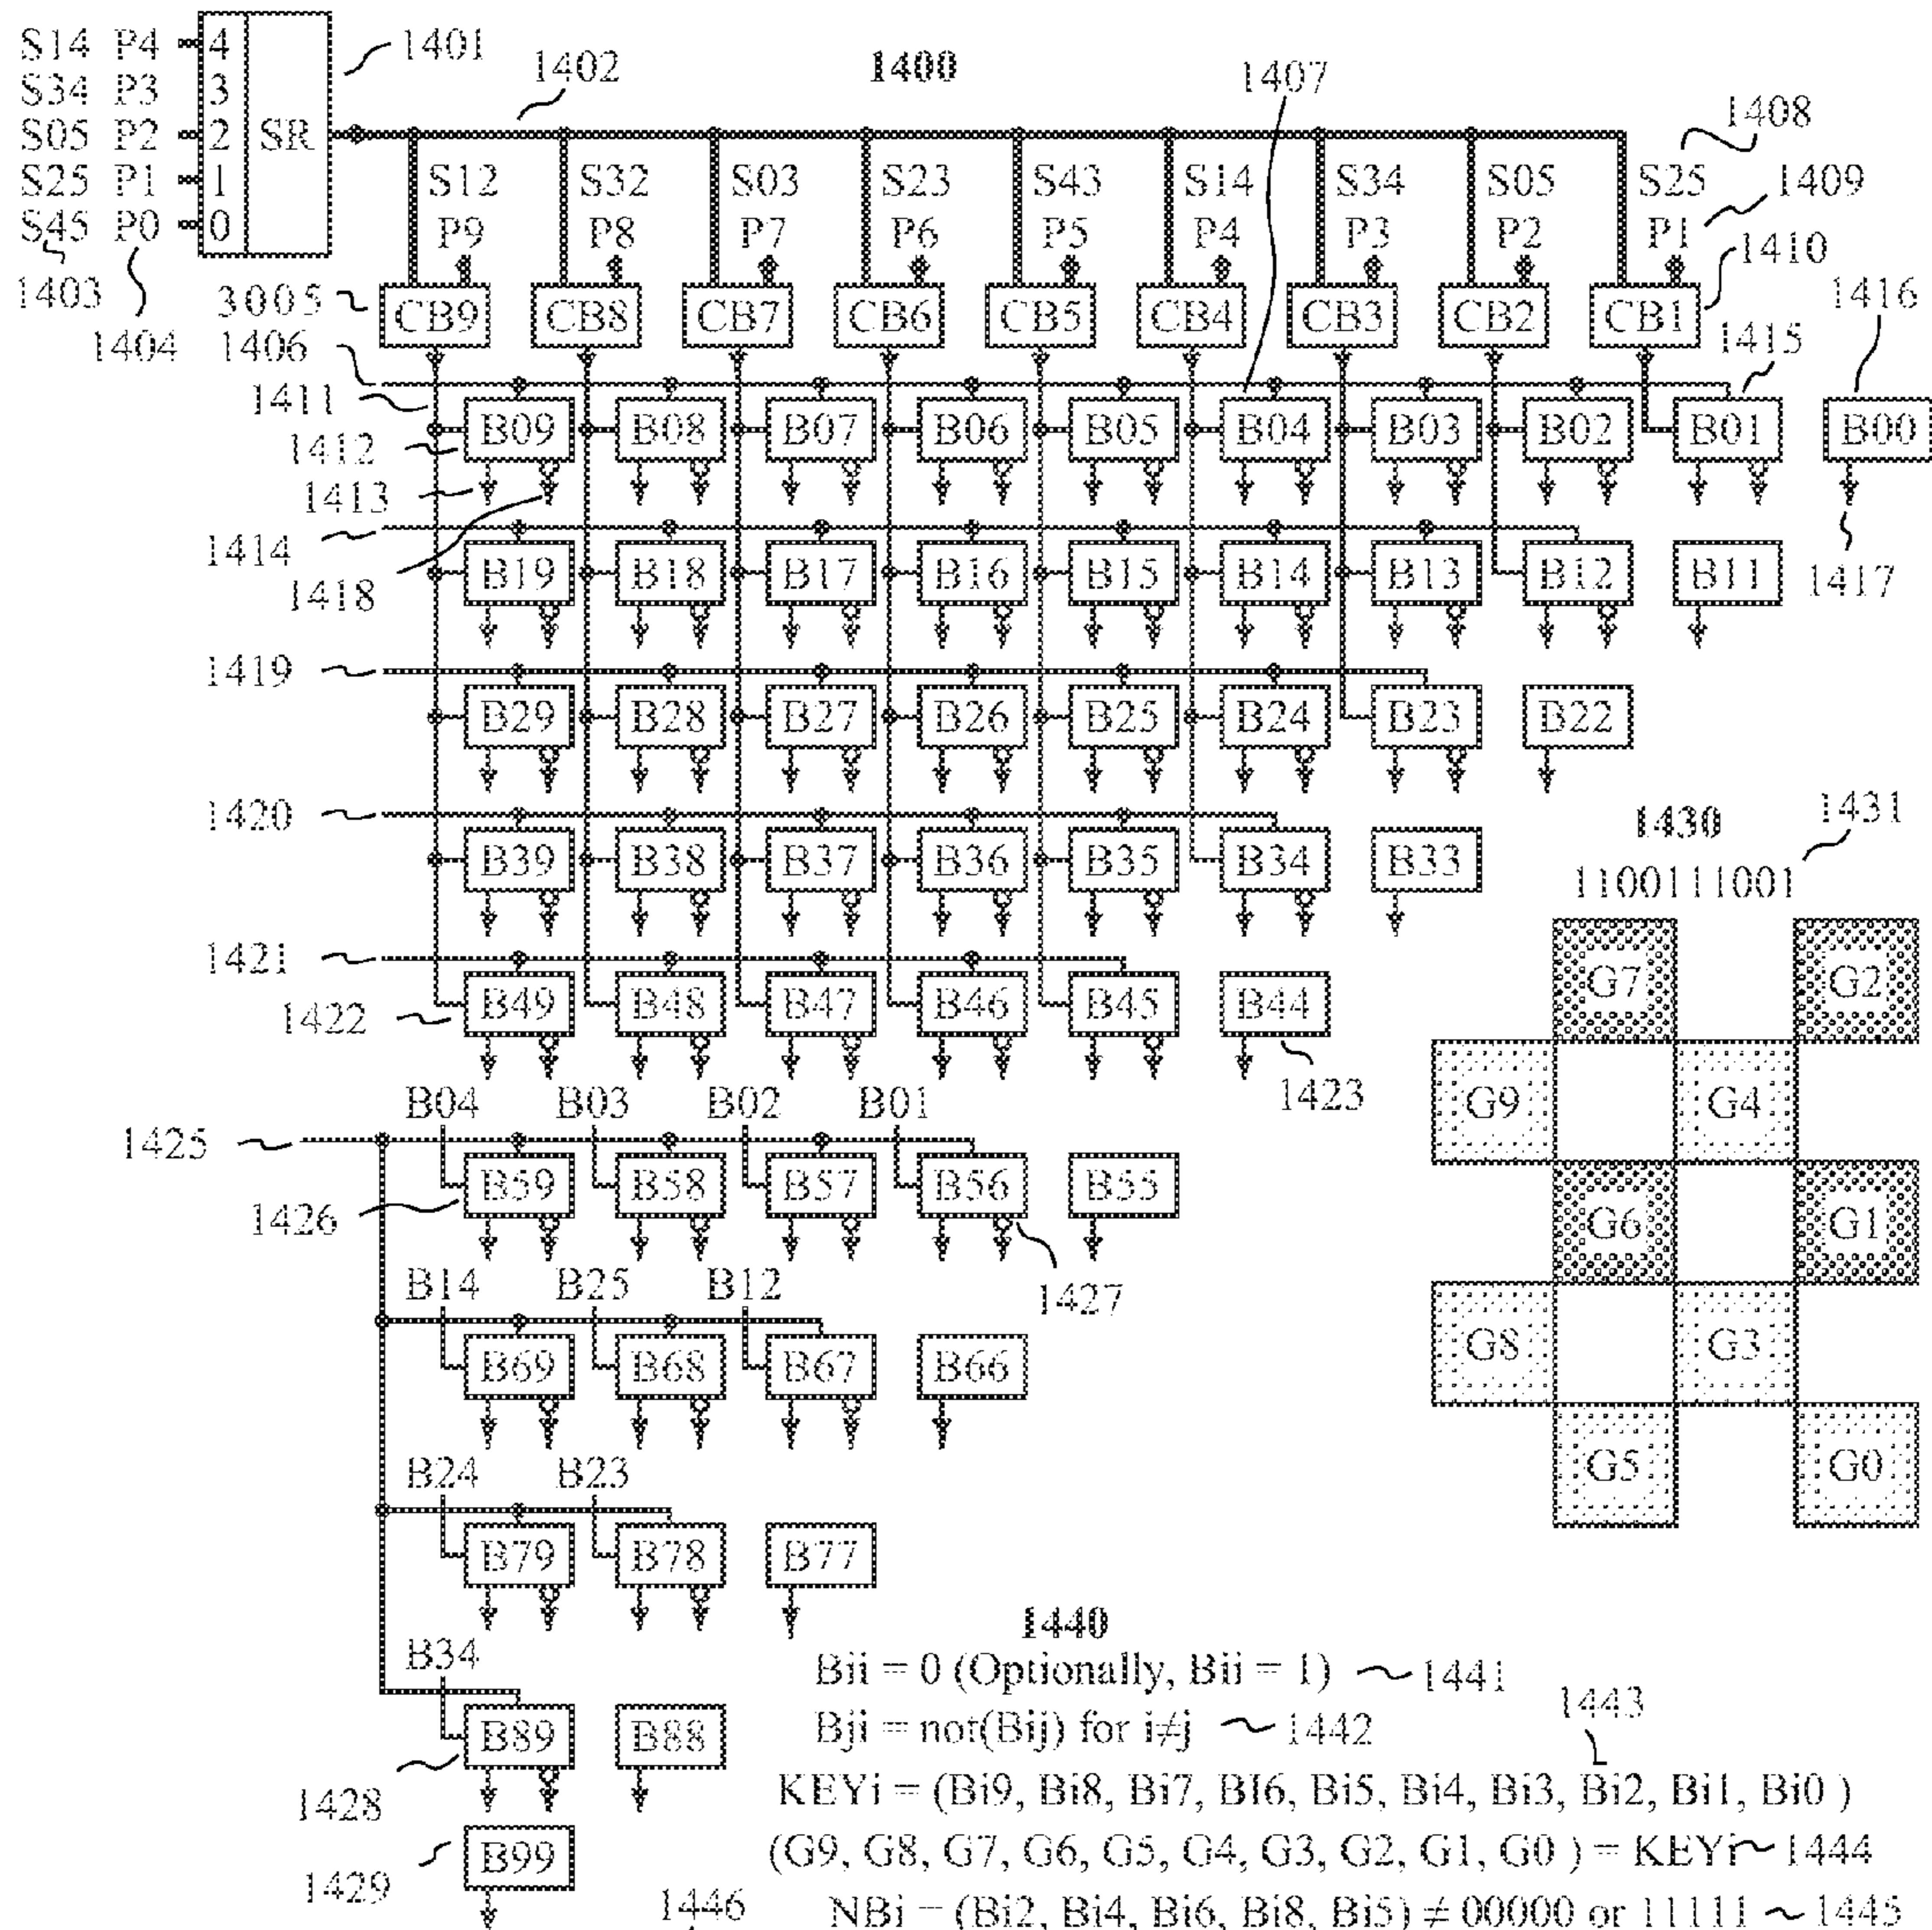 S14 P4 4 1401
S34 P3 3
S05 P2 2 SR
S25 P1 1
S45 P0 0
1402 1400 1407
1408
S12 S32 S03 S23 S43 S14 S34 S05 S25
P9 P8 P7 P6 P5 P4 P3 P2 P1 1409
1403
1404
1410
3005 CB9 CB8 CB7 CB6 CB5 CB4 CB3 CB2 CB1
1416
1406 1415
1411 B09 B08 B07 B06 B05 B04 B03 B02 B01 B00
1412
1413
1414
1418 B19 B18 B17 B16 B15 B14 B13 B12 B11 1417
1419
B29 B28 B27 B26 B25 B24 B23 B22
1420
B39 B38 B37 B36 B35 B34 B33
1430 1431
1100111001
1421
1422 B49 B48 B47 B46 B45 B44
1423
G7 G2
G9 G4
G6 G1
G8 G3
G5 G0
B04 B03 B02 B01
1425
1426 B59 B58 B57 B56 B55
1427
B14 B25 B12
B69 B68 B67 B66
B24 B23
B79 B78 B77
B34
1428 B89 B88
1429 B99
1440
Bii = 0 (Optionally, Bii = 1) 1441
Bji = not(Bij) for i≠j 1442
1443
KEYi = (Bi9, Bi8, Bi7, BI6, Bi5, Bi4, Bi3, Bi2, Bi1, Bi0 )
(G9, G8, G7, G6, G5, G4, G3, G2, G1, G0 ) = KEYi 1444
1446
NBi = (Bi2, Bi4, Bi6, Bi8, Bi5) ≠ 00000 or 11111 1445